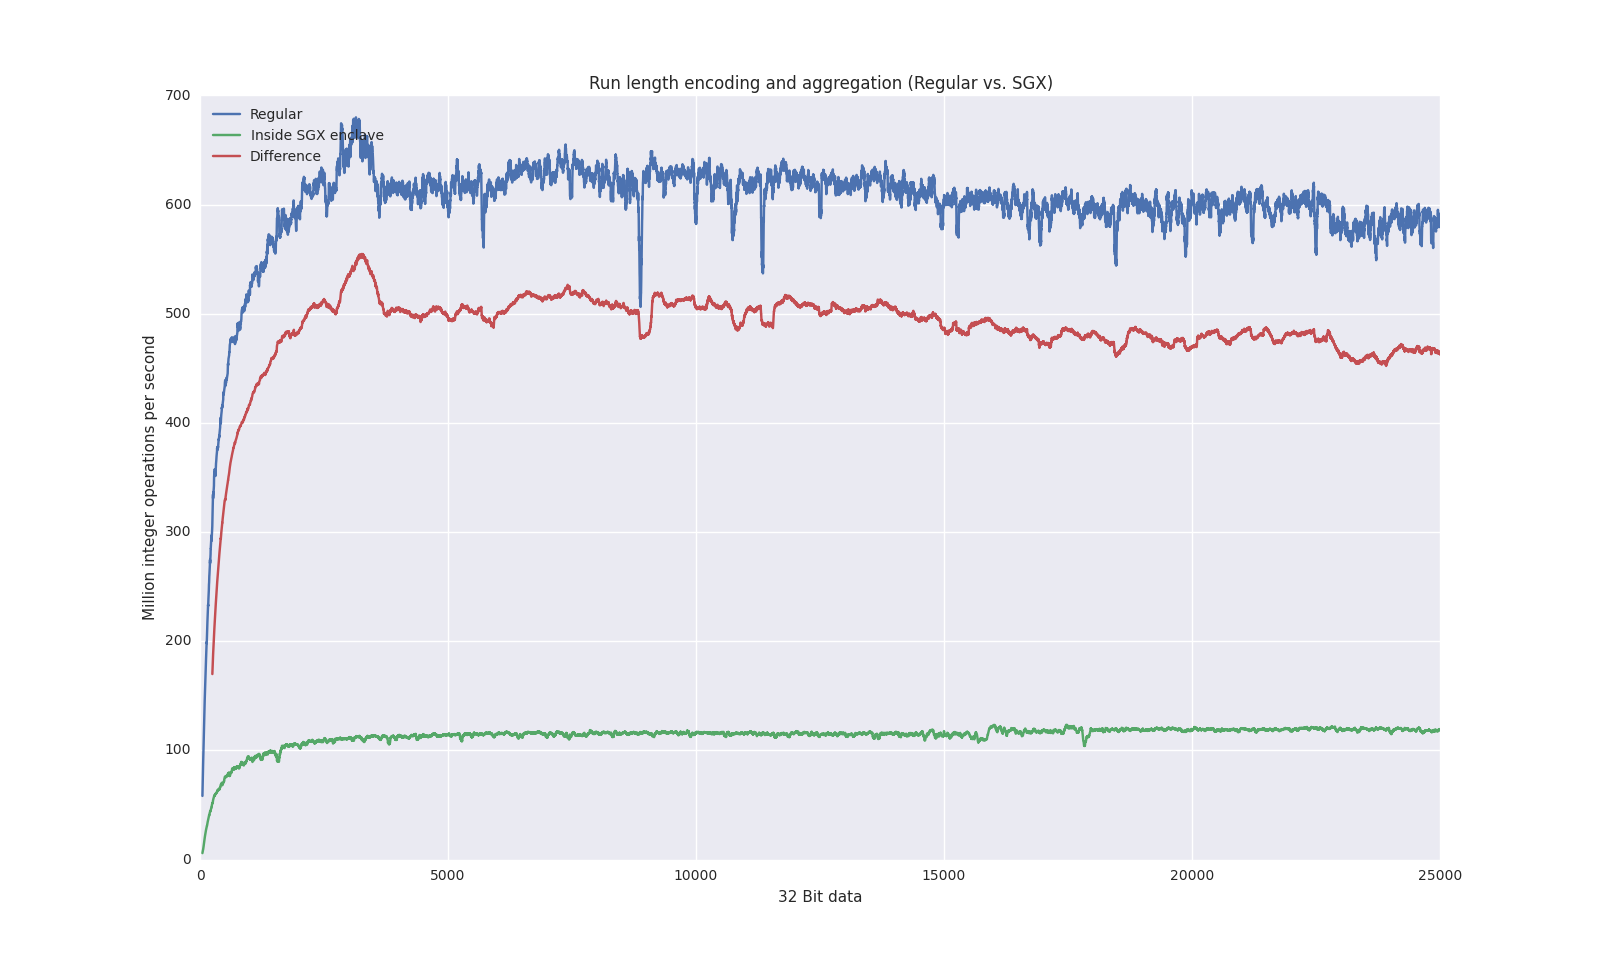 Run length encoding and aggregation (Regular vs. SGX)
700
Regular
Inside SGX enclave
Difference
600
500
400
300
200
100
0
Million integer operations per second
0 5000 10000 15000 20000 25000
32 Bit data